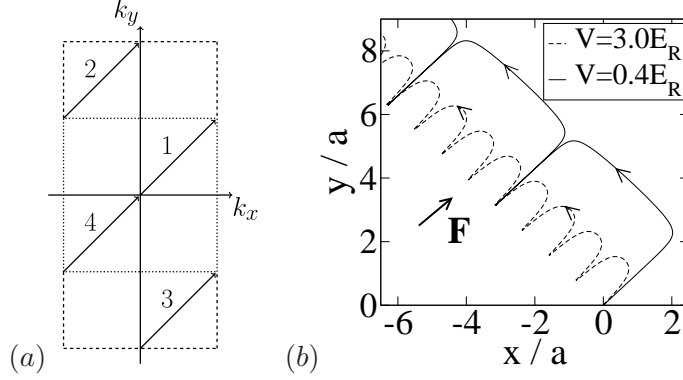 k_y
2
1
4
k_x
3
(a)
V=3.0E_R
V=0.4E_R
F
y / a
8
6
4
2
0
-6 -4 -2 0 2
x / a
(b)